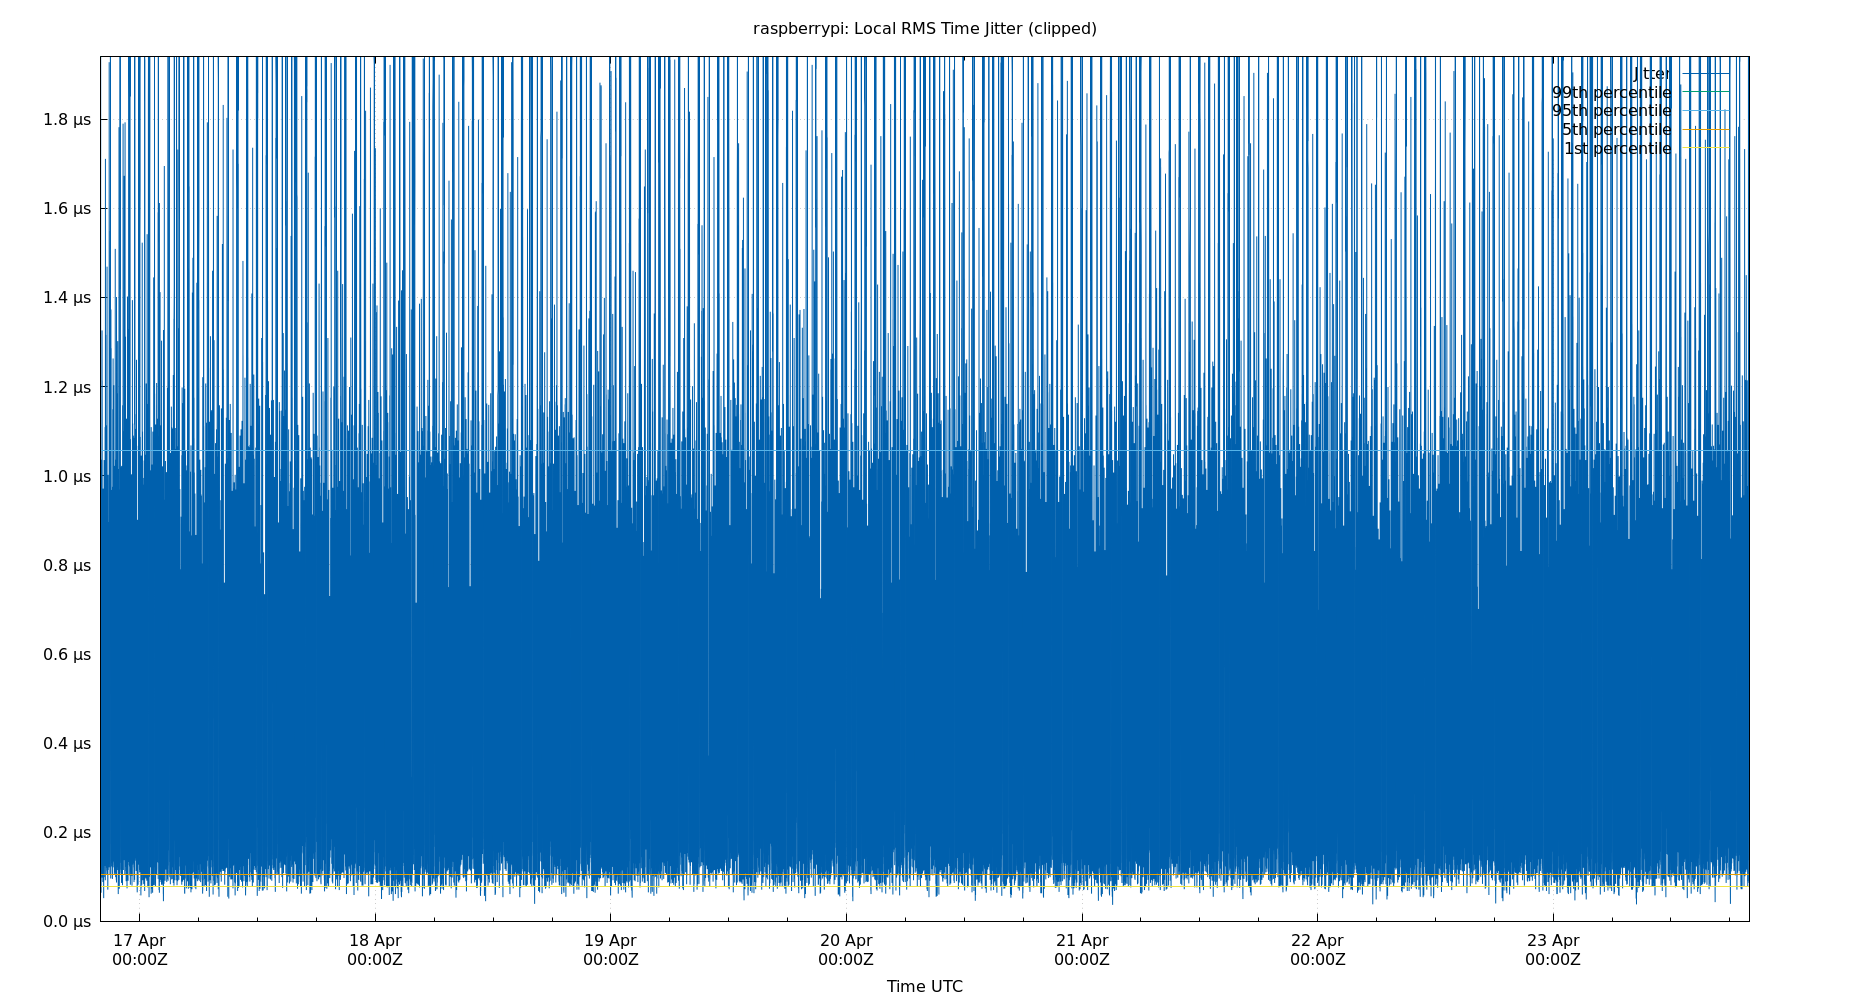 raspberrypi: Local RMS Time Jitter (clipped)
Jitter
99th percentile
95th percentile
5th percentile
1st percentile
1.8 µs
1.6 µs
1.4 µs
1.2 µs
1.0 µs
0.8 µs
0.6 µs
0.4 µs
0.2 µs
0.0 µs
17 Apr 18 Apr 19 Apr 20 Apr 21 Apr 22 Apr 23 Apr
00:00Z 00:00Z 00:00Z 00:00Z 00:00Z 00:00Z 00:00Z
Time UTC